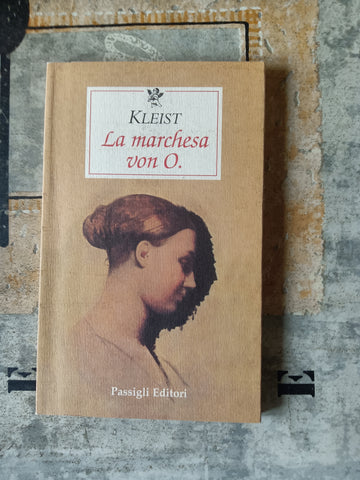 KLEIST
La marchesa
von O.
Passigli Editori